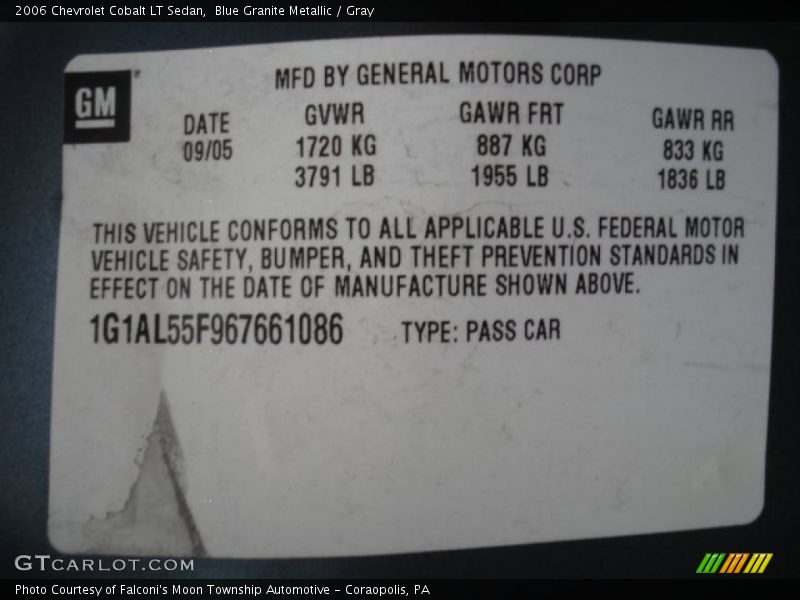 2006 Chevrolet Cobalt LT Sedan, Blue Granite Metallic / Gray
MFD BY GENERAL MOTORS CORP
GM
DATE GVWR GAWR FRT GAWR RR
09/05 1720 KG 887 KG 833 KG
3791 LB 1955 LB 1836 LB
THIS VEHICLE CONFORMS TO ALL APPLICABLE U.S. FEDERAL MOTOR
VEHICLE SAFETY, BUMPER, AND THEFT PREVENTION STANDARDS IN
EFFECT ON THE DATE OF MANUFACTURE SHOWN ABOVE.
1G1AL55F967661086 TYPE: PASS CAR
GTCARLOT.COM
Photo Courtesy of Falconi's Moon Township Automotive - Coraopolis, PA